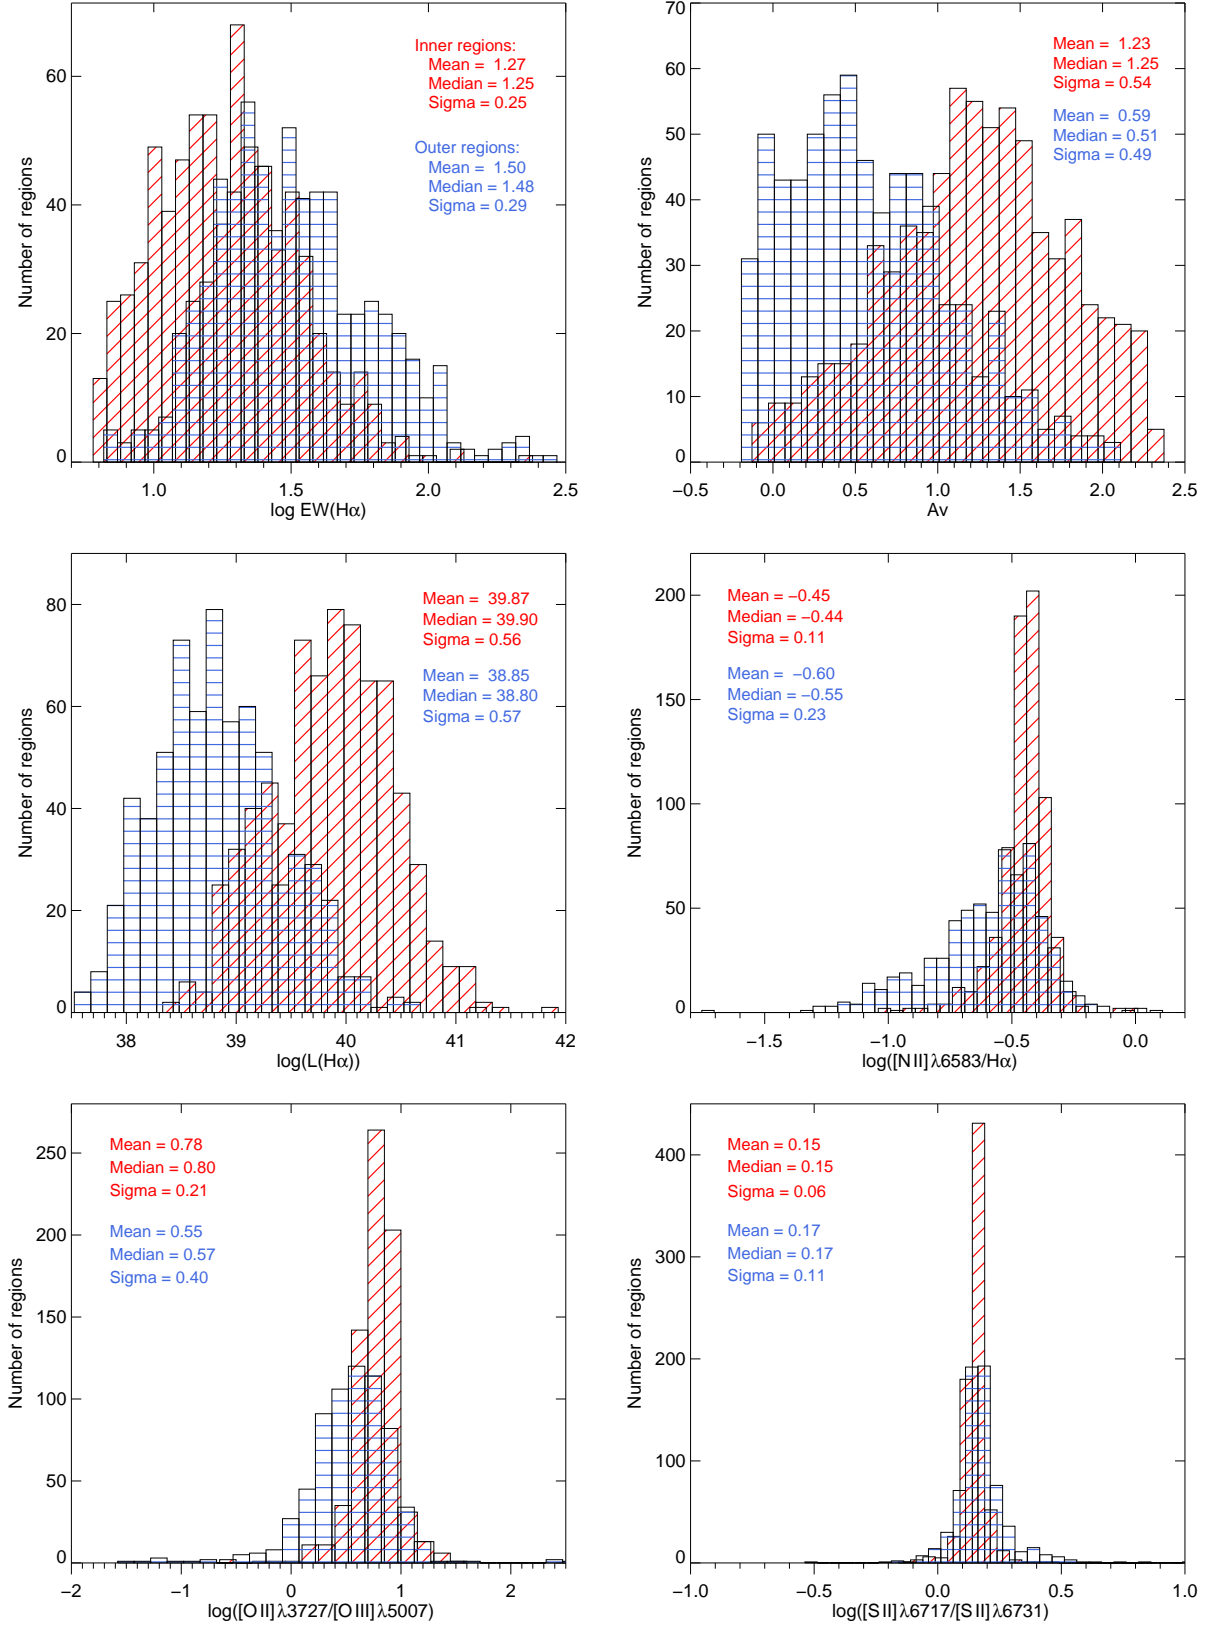 Inner regions:
Mean = 1.27
Median = 1.25
Sigma = 0.25
Outer regions:
Mean = 1.50
Median = 1.48
Sigma = 0.29
Number of regions
0
20
40
60
1.0
1.5
2.0
2.5
log EW(Hα)
Mean = 1.23
Median = 1.25
Sigma = 0.54
Mean = 0.59
Median = 0.51
Sigma = 0.49
Number of regions
0
10
20
30
40
50
60
70
−0.5
0.0
0.5
1.0
1.5
2.0
2.5
Av
Mean = 39.87
Median = 39.90
Sigma = 0.56
Mean = 38.85
Median = 38.80
Sigma = 0.57
Number of regions
0
20
40
60
80
38
39
40
41
42
log(L(Hα))
Mean = −0.45
Median = −0.44
Sigma = 0.11
Mean = −0.60
Median = −0.55
Sigma = 0.23
Number of regions
0
50
100
150
200
−1.5
−1.0
−0.5
0.0
log([NII]λ6583/Hα)
Mean = 0.78
Median = 0.80
Sigma = 0.21
Mean = 0.55
Median = 0.57
Sigma = 0.40
Number of regions
0
50
100
150
200
250
−2
−1
0
1
2
log([OII]λ3727/[OIII]λ5007)
Mean = 0.15
Median = 0.15
Sigma = 0.06
Mean = 0.17
Median = 0.17
Sigma = 0.11
Number of regions
0
100
200
300
400
−1.0
−0.5
0.0
0.5
1.0
log([SII]λ6717/[SII]λ6731)